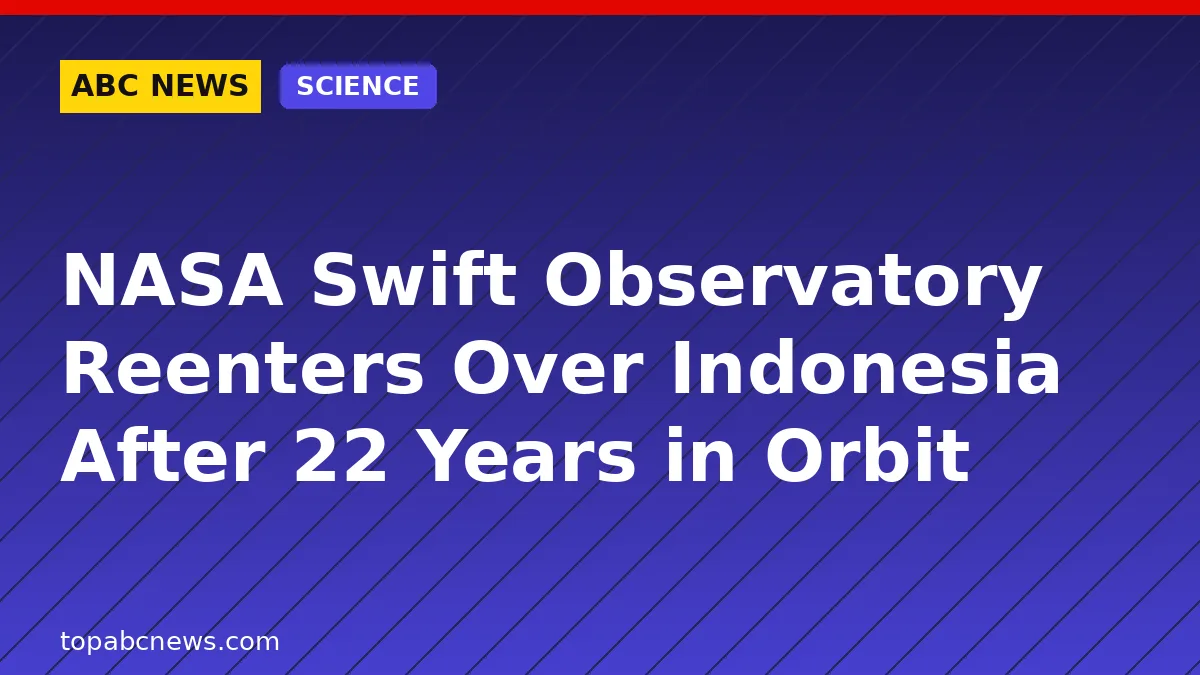 ABC NEWS
SCIENCE
NASA Swift Observatory
Reenters Over Indonesia
After 22 Years in Orbit
topabcnews.com